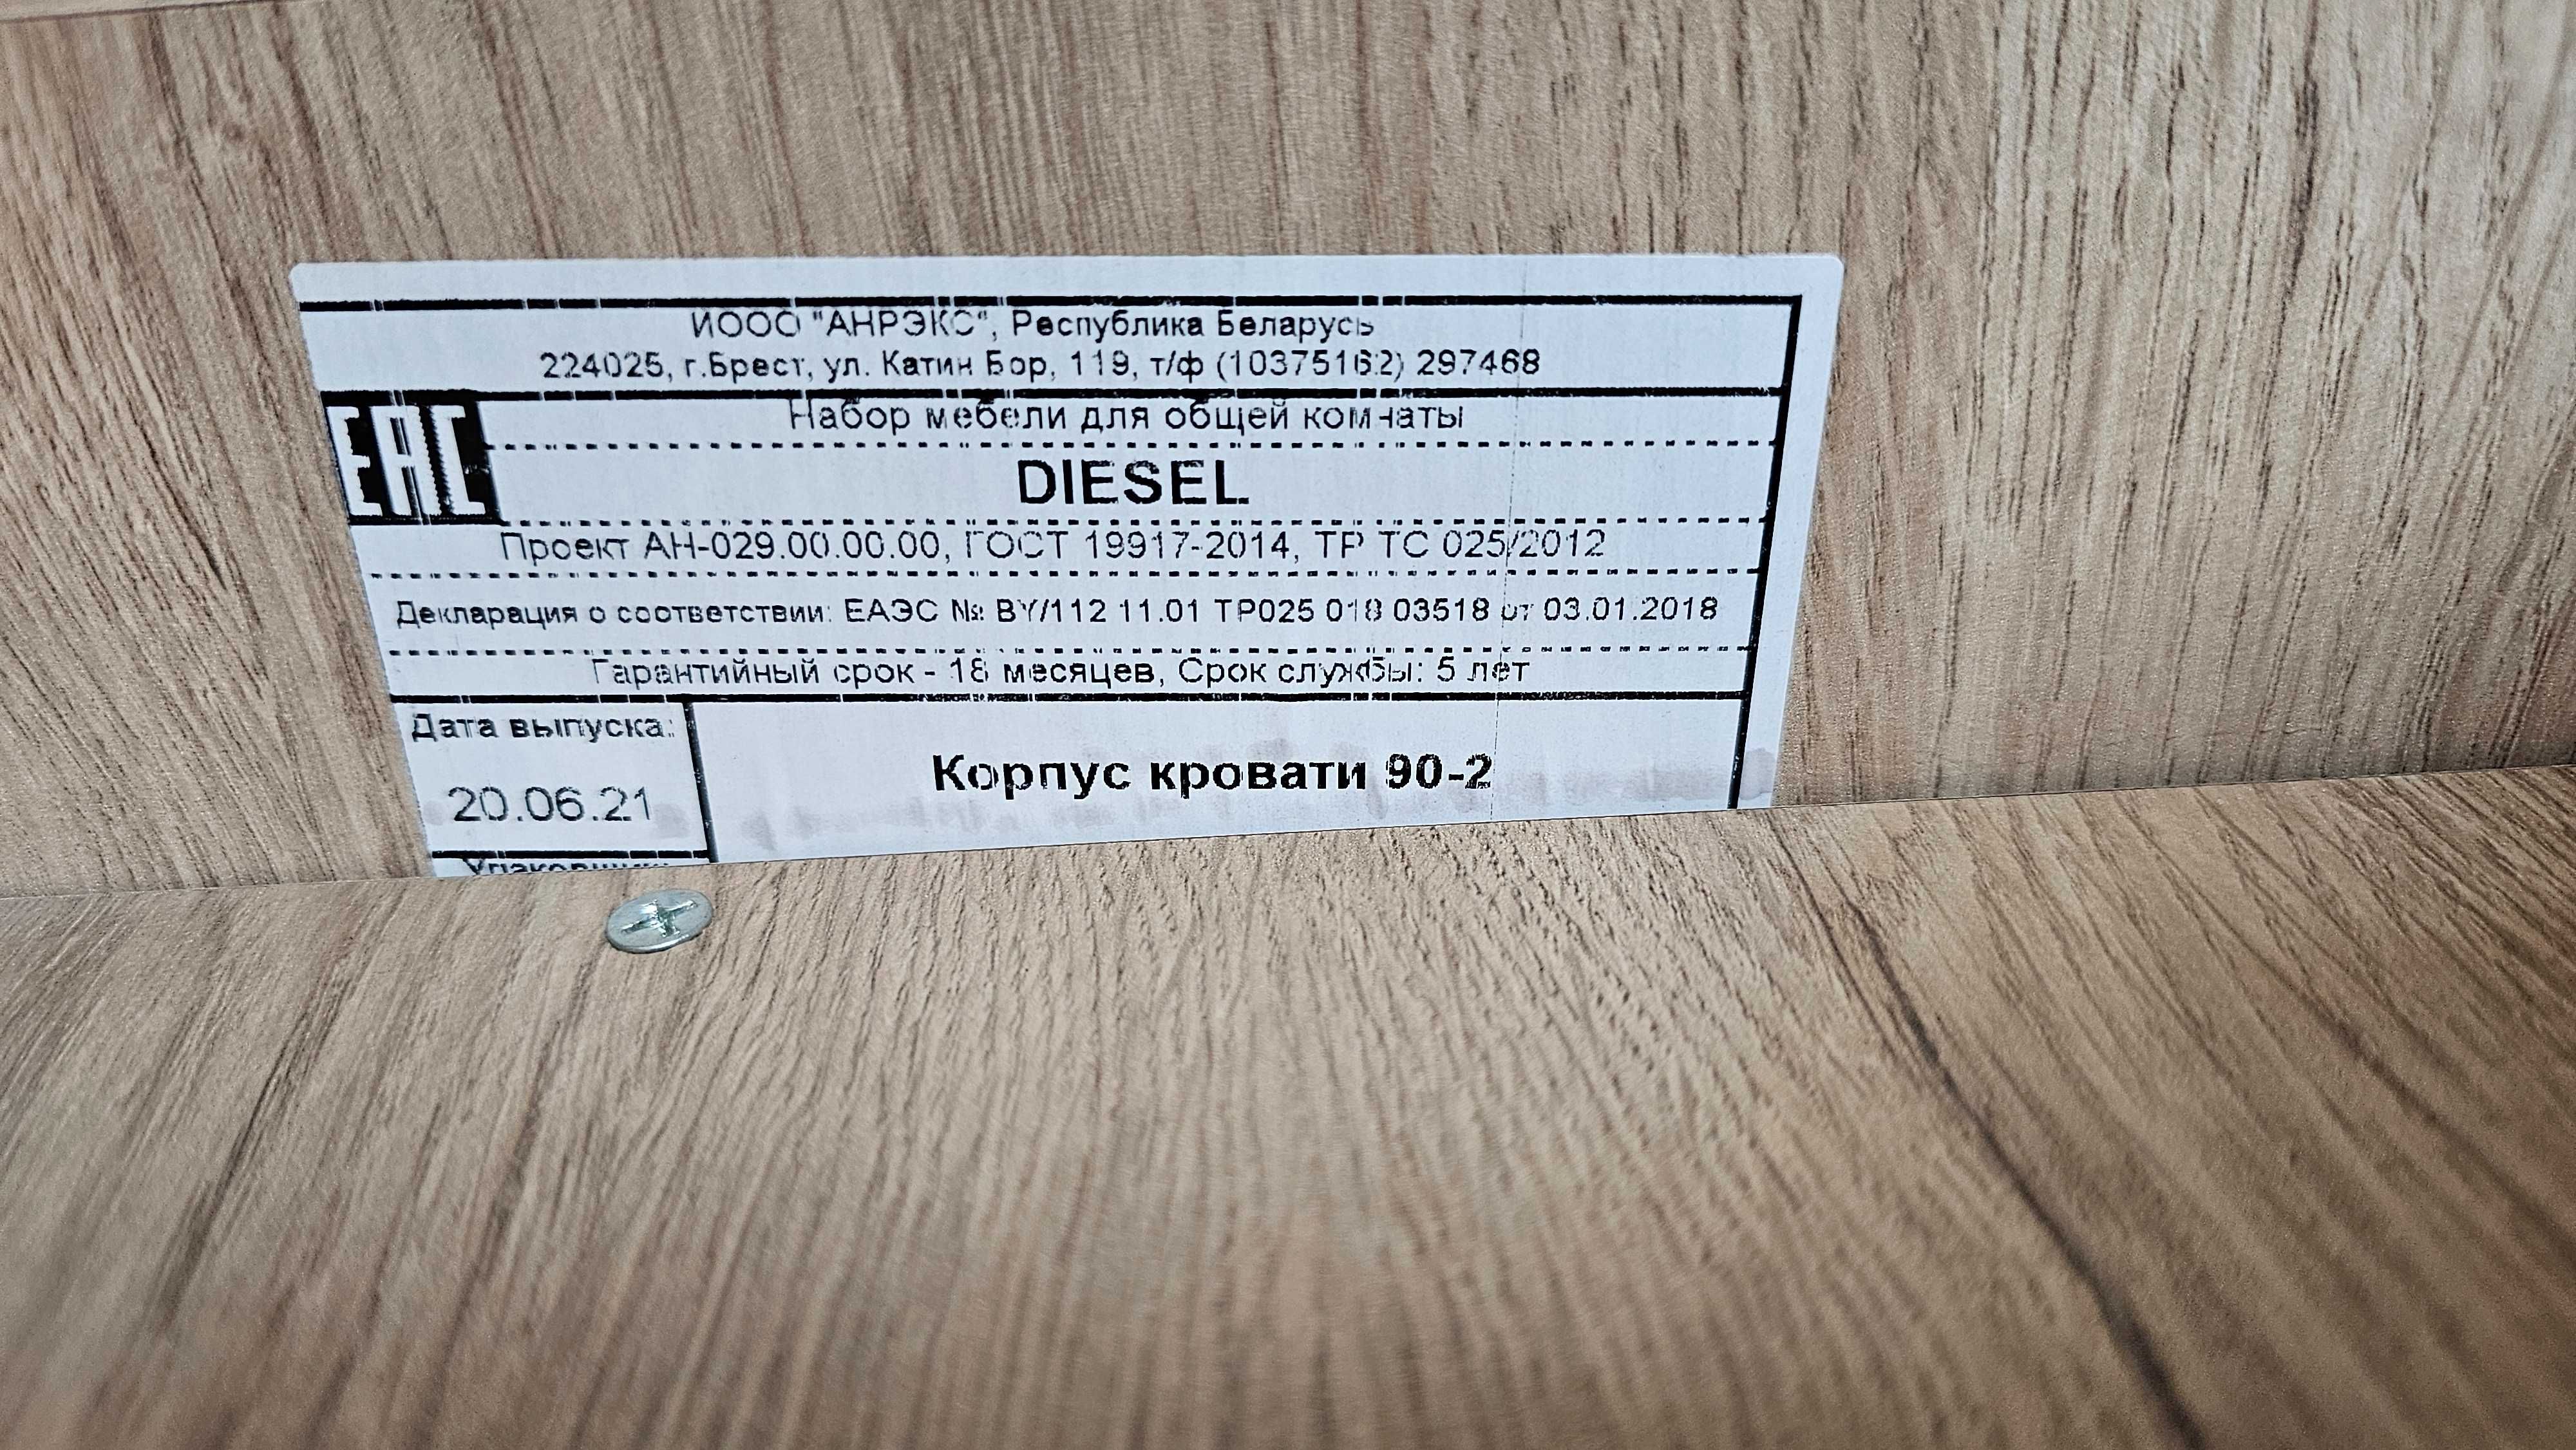 ИООО "АНРЭКС", Республика Беларусь
224025, г.Брест, ул. Катин Бор, 119, т/ф (10375162) 297468
ЕАС
Набор мебели для общей комнаты
DIESEL
Проект АН-029.00.00.00, ГОСТ 19917-2014, ТР ТС 025/2012
Декларация о соответствии: ЕАЭС № BY/112 11.01 ТР025 018 03518 от 03.01.2018
Гарантийный срок - 18 месяцев, Срок службы: 5 лет
Дата выпуска:
20.06.21
Корпус кровати 90-2